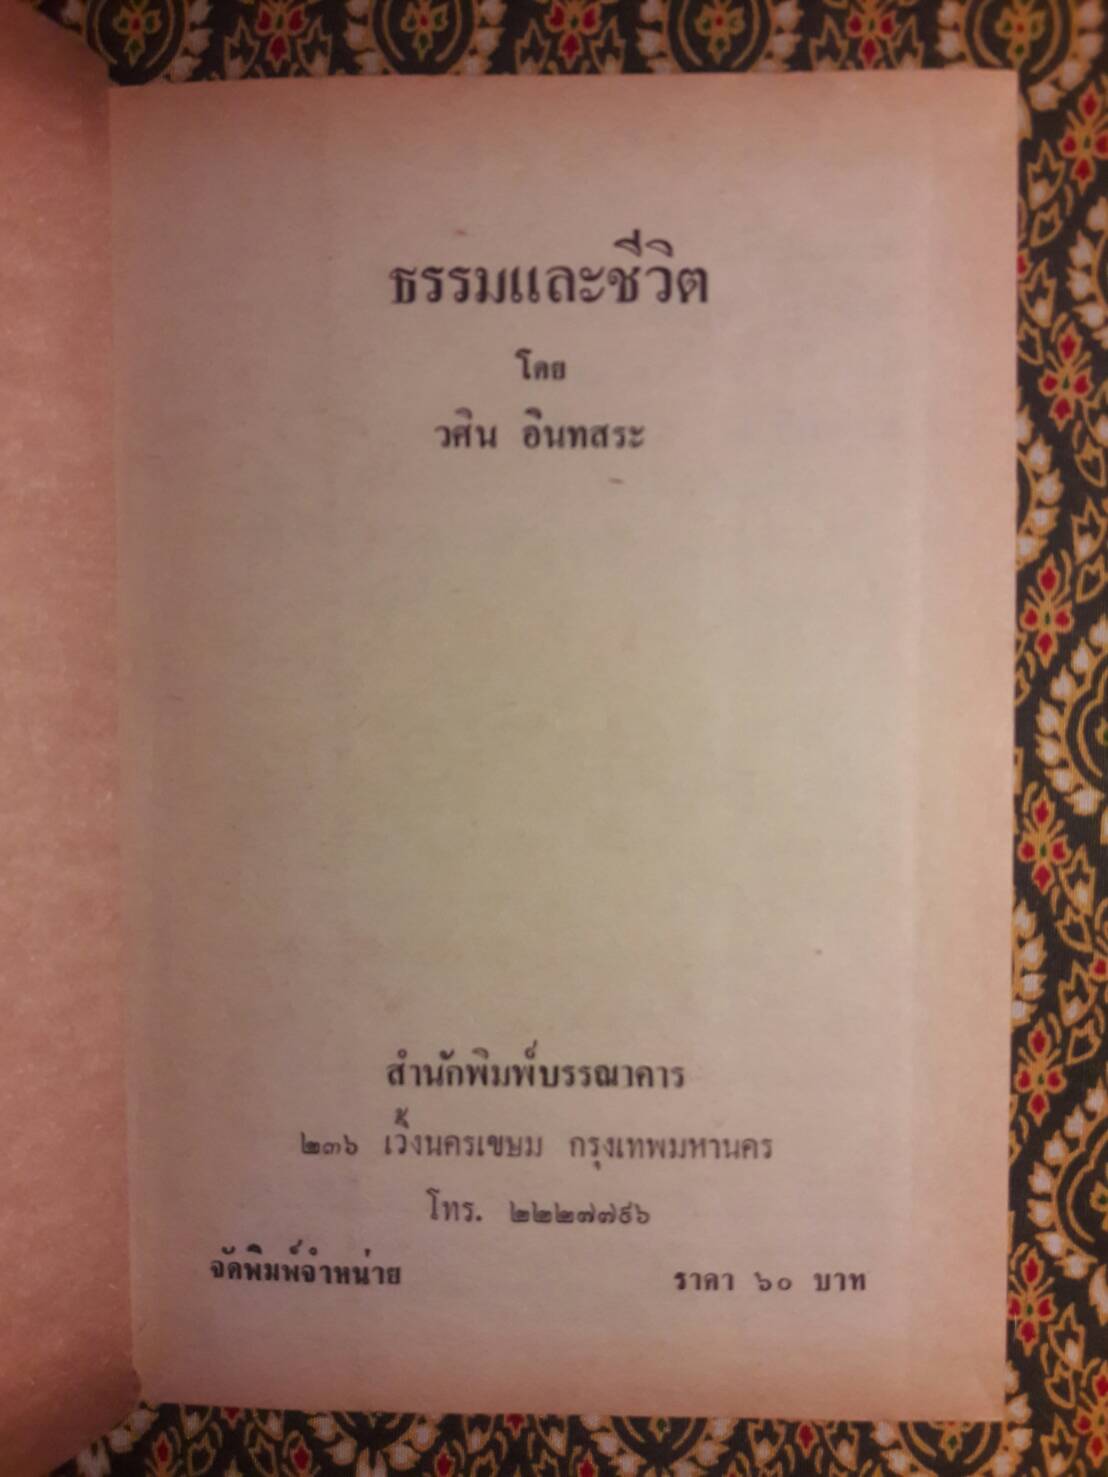 ธรรมและชีวิต
โดย
วศิน อินทสระ
สำนักพิมพ์บรรณาคาร
๒๓๖ เวิ้งนครเขษม กรุงเทพมหานคร
โทร. ๒๒๒๗๗๙๖
จัดพิมพ์จำหน่าย ราคา ๖๐ บาท